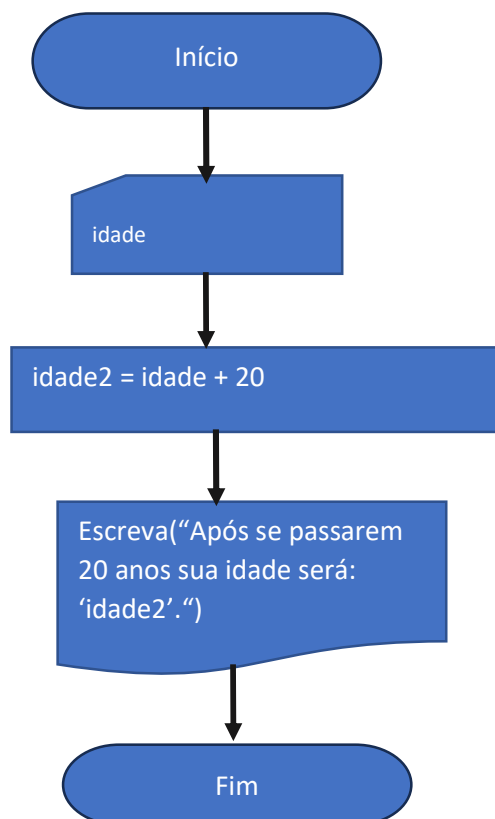 Início
idade
idade2 = idade + 20
Escreva(“Após se passarem
20 anos sua idade será:
‘idade2’.“)
Fim